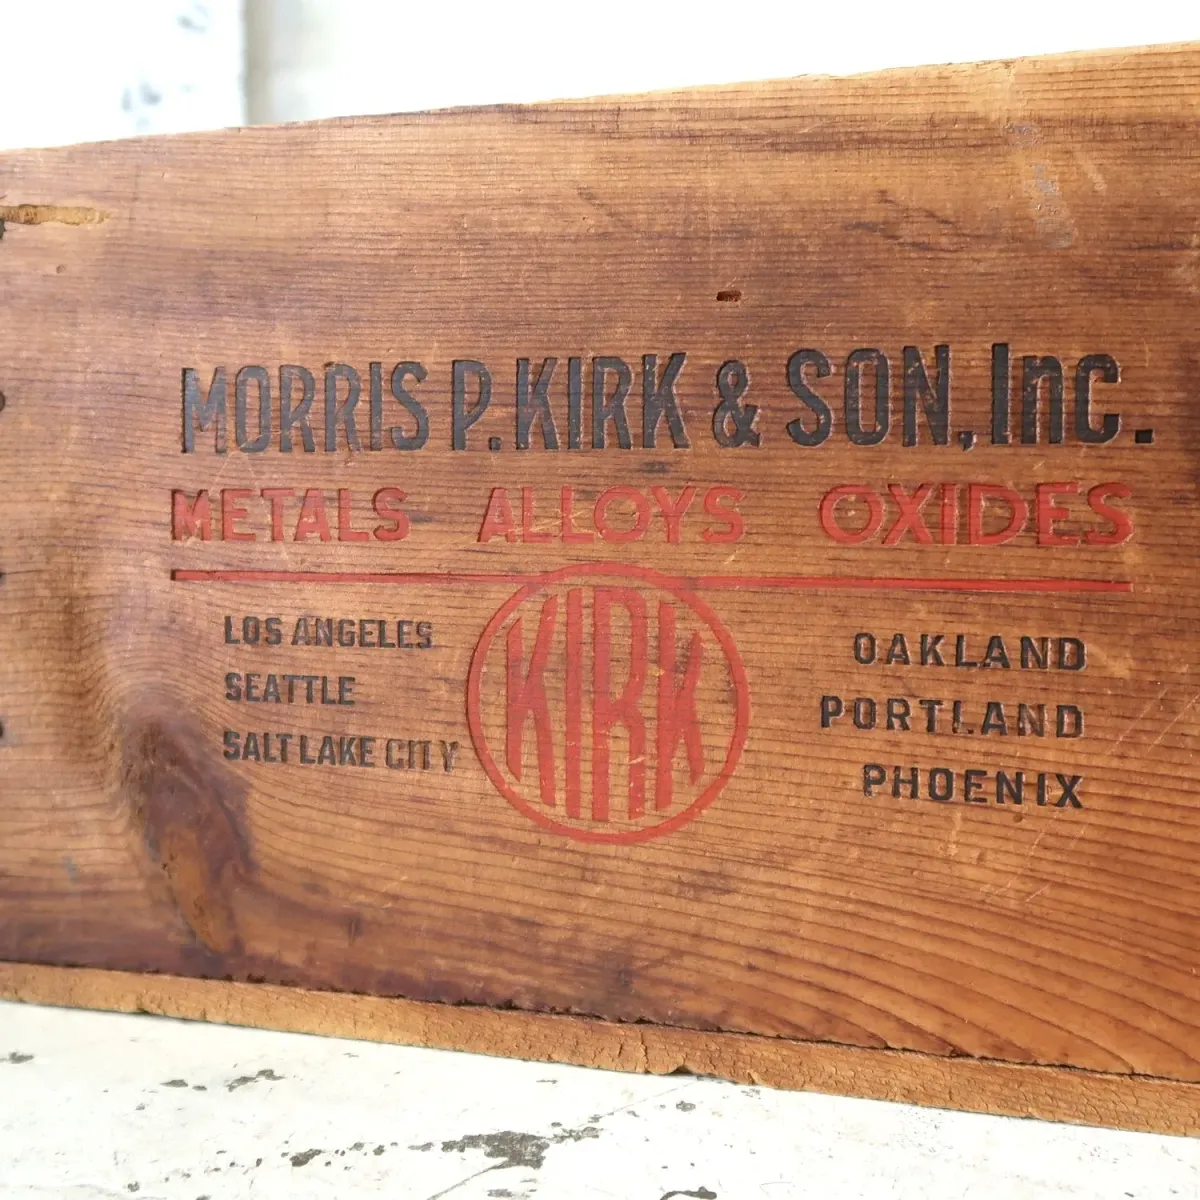 MORRIS P. KIRK & SON, Inc.
METALS ALLOYS OXIDES
LOS ANGELES
SEATTLE
SALT LAKE CITY
KIRK
OAKLAND
PORTLAND
PHOENIX